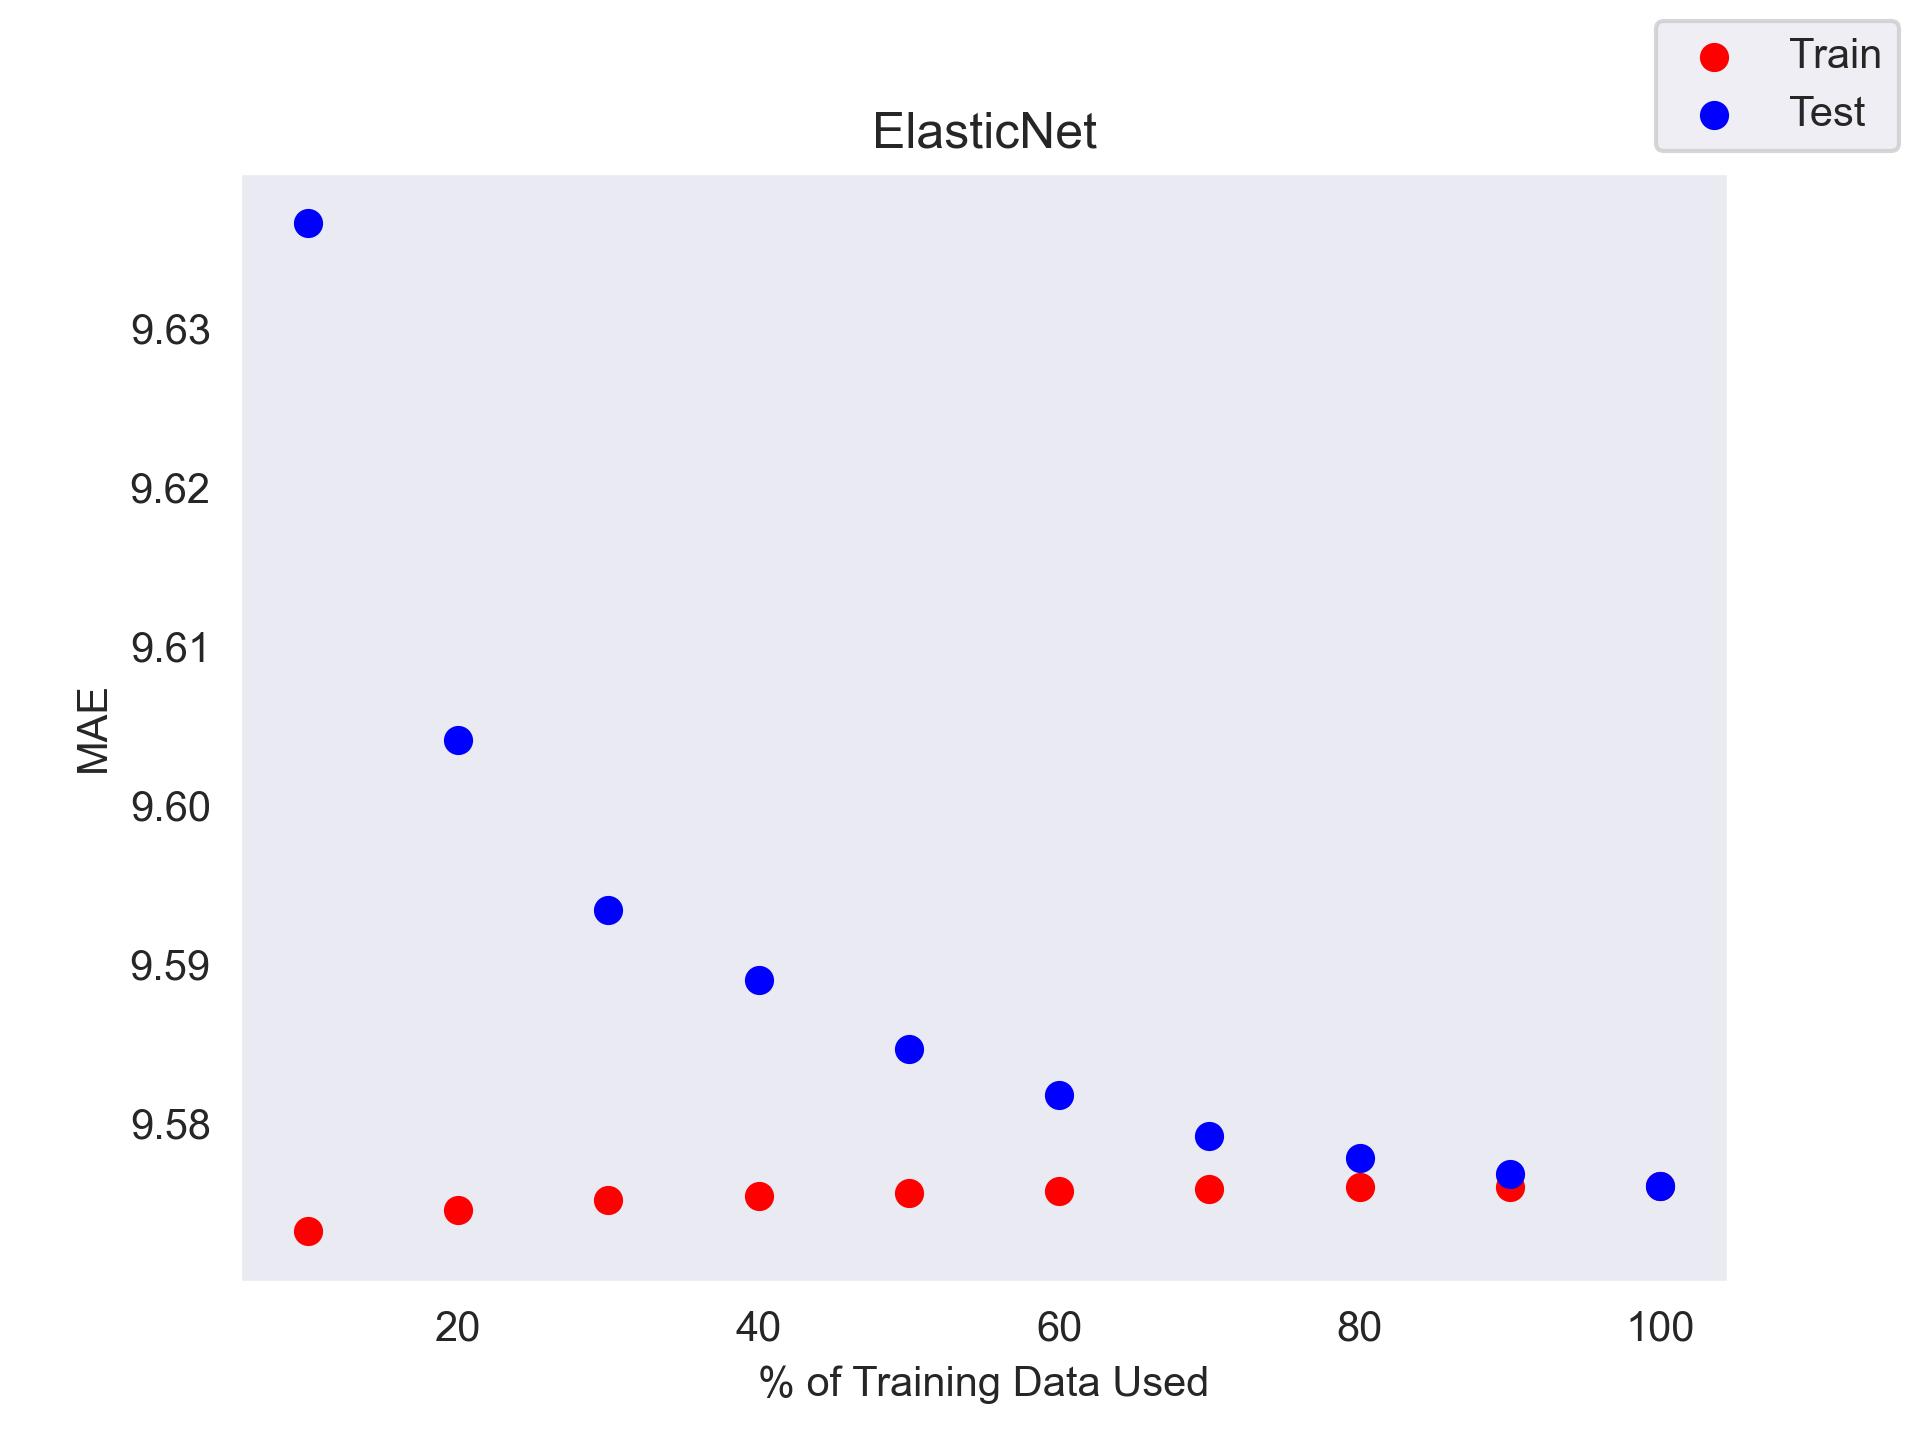 Train
Test
ElasticNet
9.63
9.62
9.61
9.60
9.59
9.58
MAE
20 40 60 80 100
% of Training Data Used